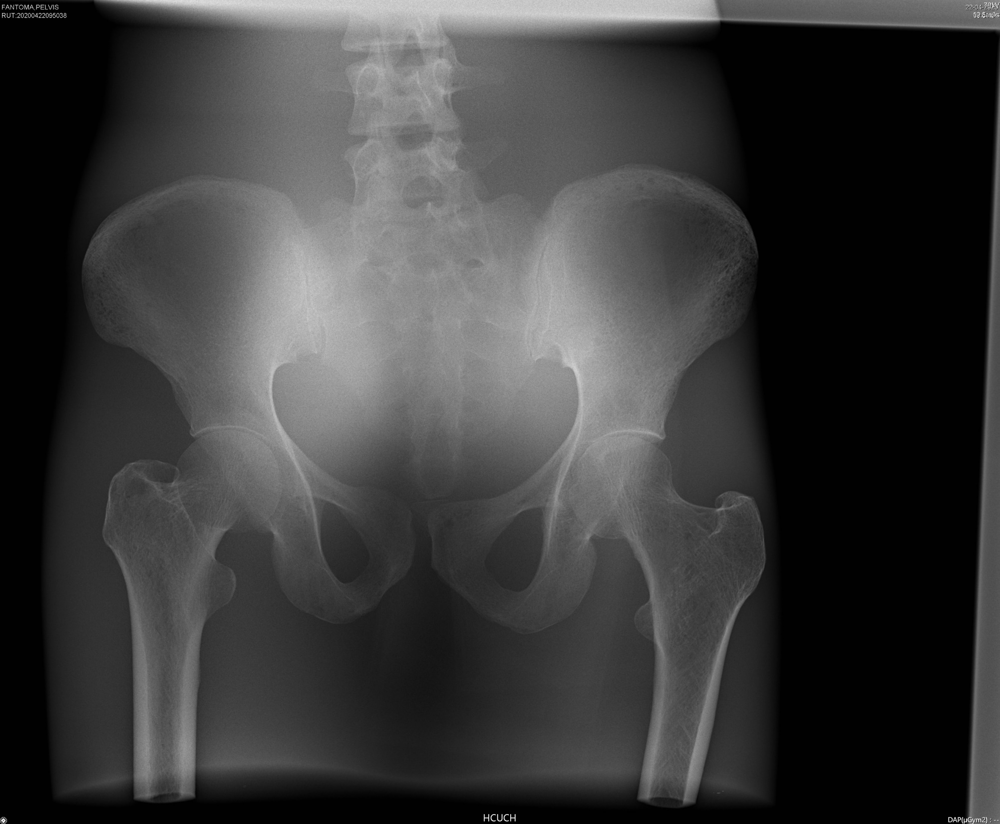 FANTOMA,PELVIS
RUT:20200422095038
HCUCH
DAP(µGym2) : --